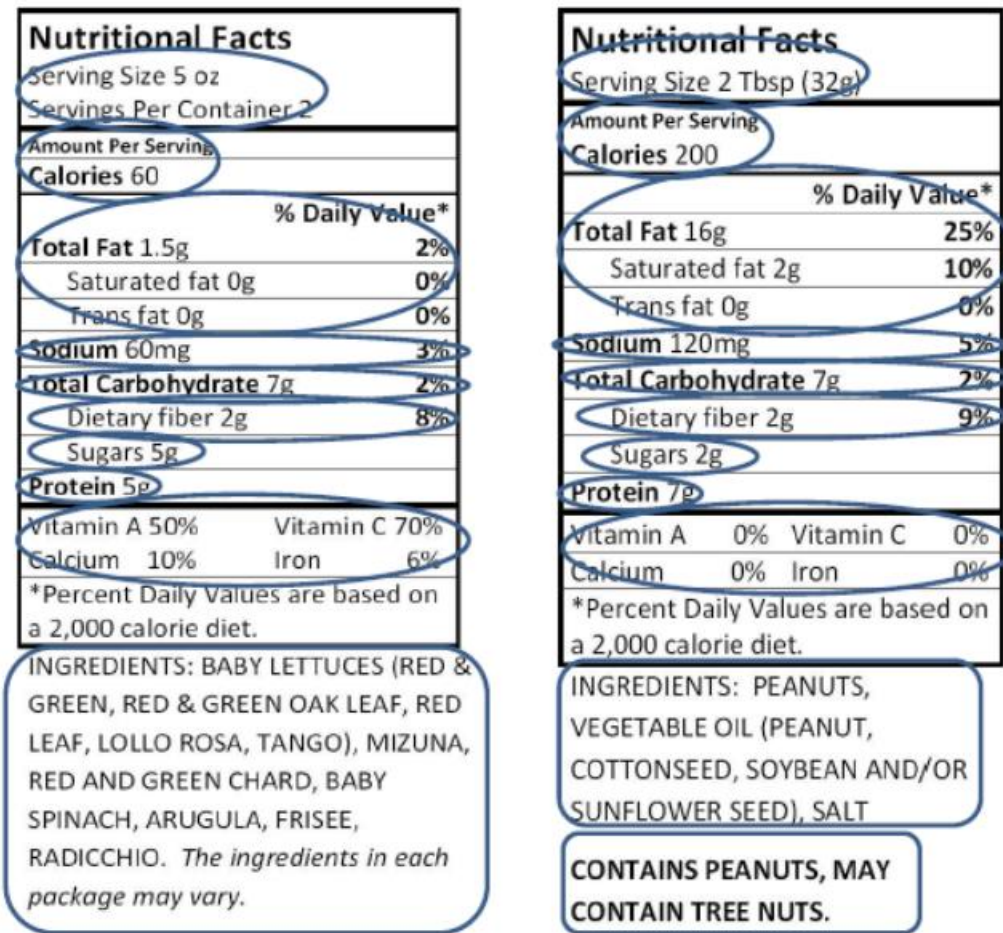 Nutritional Facts
Serving Size 5 oz
Servings Per Container 2
Amount Per Serving
Calories 60
% Daily Value*
Total Fat 1.5g 2%
Saturated fat 0g 0%
Trans fat 0g 0%
Sodium 60mg 3%
Total Carbohydrate 7g 2%
Dietary fiber 2g 8%
Sugars 5g
Protein 5g
Vitamin A 50% Vitamin C 70%
Calcium 10% Iron 6%
*Percent Daily Values are based on
a 2,000 calorie diet.
INGREDIENTS: BABY LETTUCES (RED &
GREEN, RED & GREEN OAK LEAF, RED
LEAF, LOLLO ROSA, TANGO), MIZUNA,
RED AND GREEN CHARD, BABY
SPINACH, ARUGULA, FRISEE,
RADICCHIO. The ingredients in each
package may vary.
Nutritional Facts
Serving Size 2 Tbsp (32g)
Amount Per Serving
Calories 200
% Daily Value*
Total Fat 16g 25%
Saturated fat 2g 10%
Trans fat 0g 0%
Sodium 120mg 5%
Total Carbohydrate 7g 2%
Dietary fiber 2g 9%
Sugars 2g
Protein 7g
Vitamin A 0% Vitamin C 0%
Calcium 0% Iron 0%
*Percent Daily Values are based on
a 2,000 calorie diet.
INGREDIENTS: PEANUTS,
VEGETABLE OIL (PEANUT,
COTTONSEED, SOYBEAN AND/OR
SUNFLOWER SEED), SALT
CONTAINS PEANUTS, MAY
CONTAIN TREE NUTS.